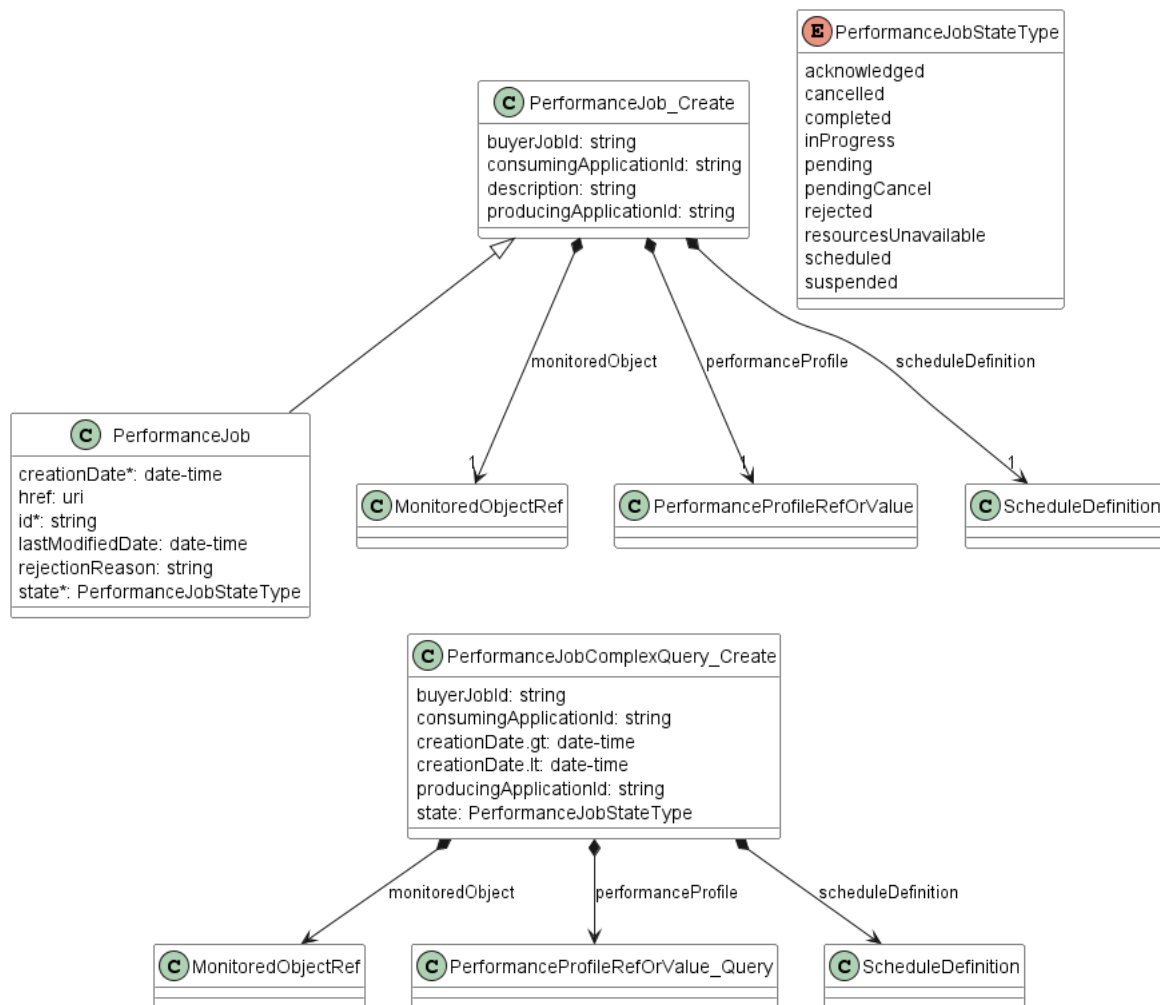 E PerformanceJobStateType
acknowledged
cancelled
completed
inProgress
pending
pendingCancel
rejected
resourcesUnavailable
scheduled
suspended
C PerformanceJob_Create
buyerJobId: string
consumingApplicationId: string
description: string
producingApplicationId: string
monitoredObject
performanceProfile
scheduleDefinition
1
1
1
C PerformanceJob
creationDate*: date-time
href: uri
id*: string
lastModifiedDate: date-time
rejectionReason: string
state*: PerformanceJobStateType
C MonitoredObjectRef
C PerformanceProfileRefOrValue
C ScheduleDefinition
C PerformanceJobComplexQuery_Create
buyerJobId: string
consumingApplicationId: string
creationDate.gt: date-time
creationDate.lt: date-time
producingApplicationId: string
state: PerformanceJobStateType
monitoredObject
performanceProfile
scheduleDefinition
C MonitoredObjectRef
C PerformanceProfileRefOrValue_Query
C ScheduleDefinition